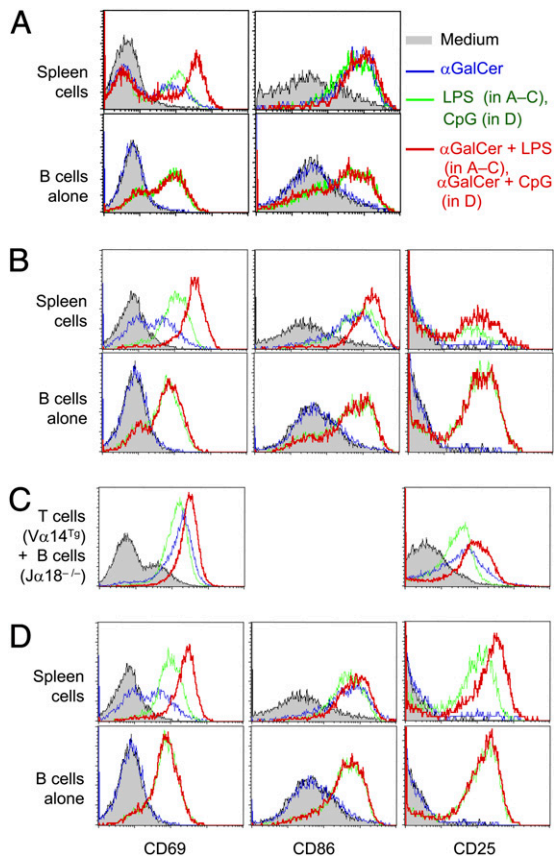 A
Spleen
cells
B cells
alone
Medium
αGalCer
LPS (in A–C),
CpG (in D)
αGalCer + LPS
(in A–C),
αGalCer + CpG
(in D)
B
Spleen
cells
B cells
alone
C
T cells
(Vα14Tg)
+ B cells
(Jα18−/−)
D
Spleen
cells
B cells
alone
CD69
CD86
CD25